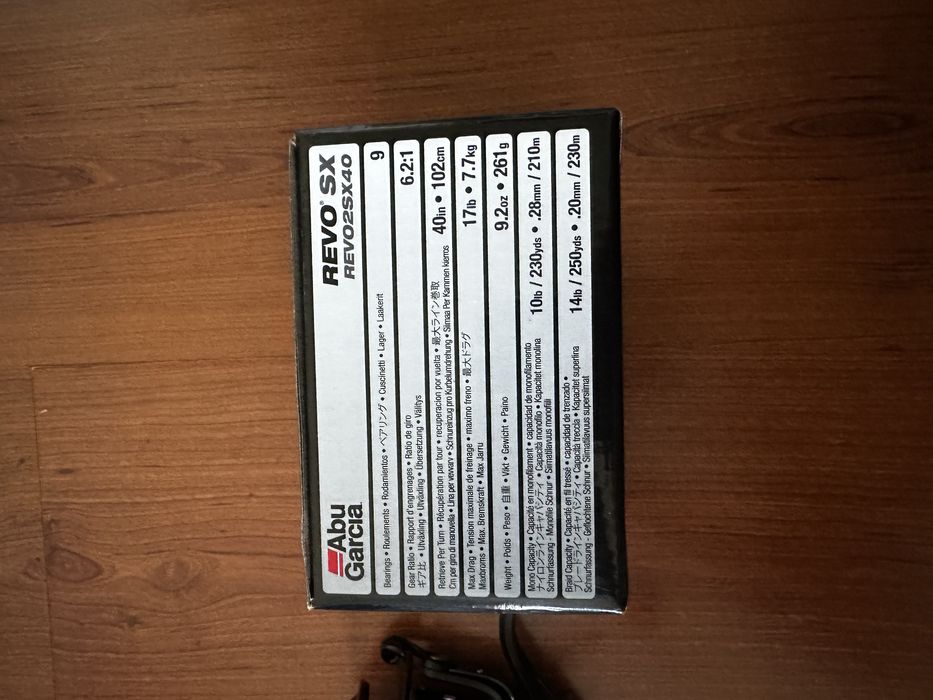 Abu
Garcia
REVO® SX
REVO2SX40
Bearings • Roulements • Rodamientos • ベアリング • Cuscinetti • Lager • Laakerit
9
Gear Ratio • Rapport d'engrenages • Ratio de giro
ギア比 • Utväxling • Utväxling • Übersetzung • Välitys
6.2:1
Retrieve Per Turn • Récupération par tour • recuperacion por vuelta • 最大ライン巻取
Cm per giro di manovella • Lina per vevvarv • Schnureinzug pro Kurbelumdrehung • Siimaa Per Kammen kierros
40in • 102cm
Max Drag • Tension maximale de freinage • maximo freno • 最大ドラグ
Maxbroms • Max. Bremskraft • Max Jarru
17lb • 7.7kg
Weight • Poids • Peso • 自重 • Vikt • Gewicht • Paino
9.2oz • 261g
Mono Capacity • Capacité en monofilament • capacidad de monofilamento
ナイロンラインキャパシティ • Capacità monofilo • Kapacitet monolina
Schnurfassung - Monofile Schnur • Siimatilavuus monofiili
10lb / 230yds • .28mm / 210m
Braid Capacity • Capacité en fil tressé • capacidad de trenzado •
ブレードラインキャパシティ • Capacità treccia • Kapacitet superlina
Schnurfassung - Geflochtene Schnur • Siimatilavuus supersiimat
14lb / 250yds • .20mm / 230m